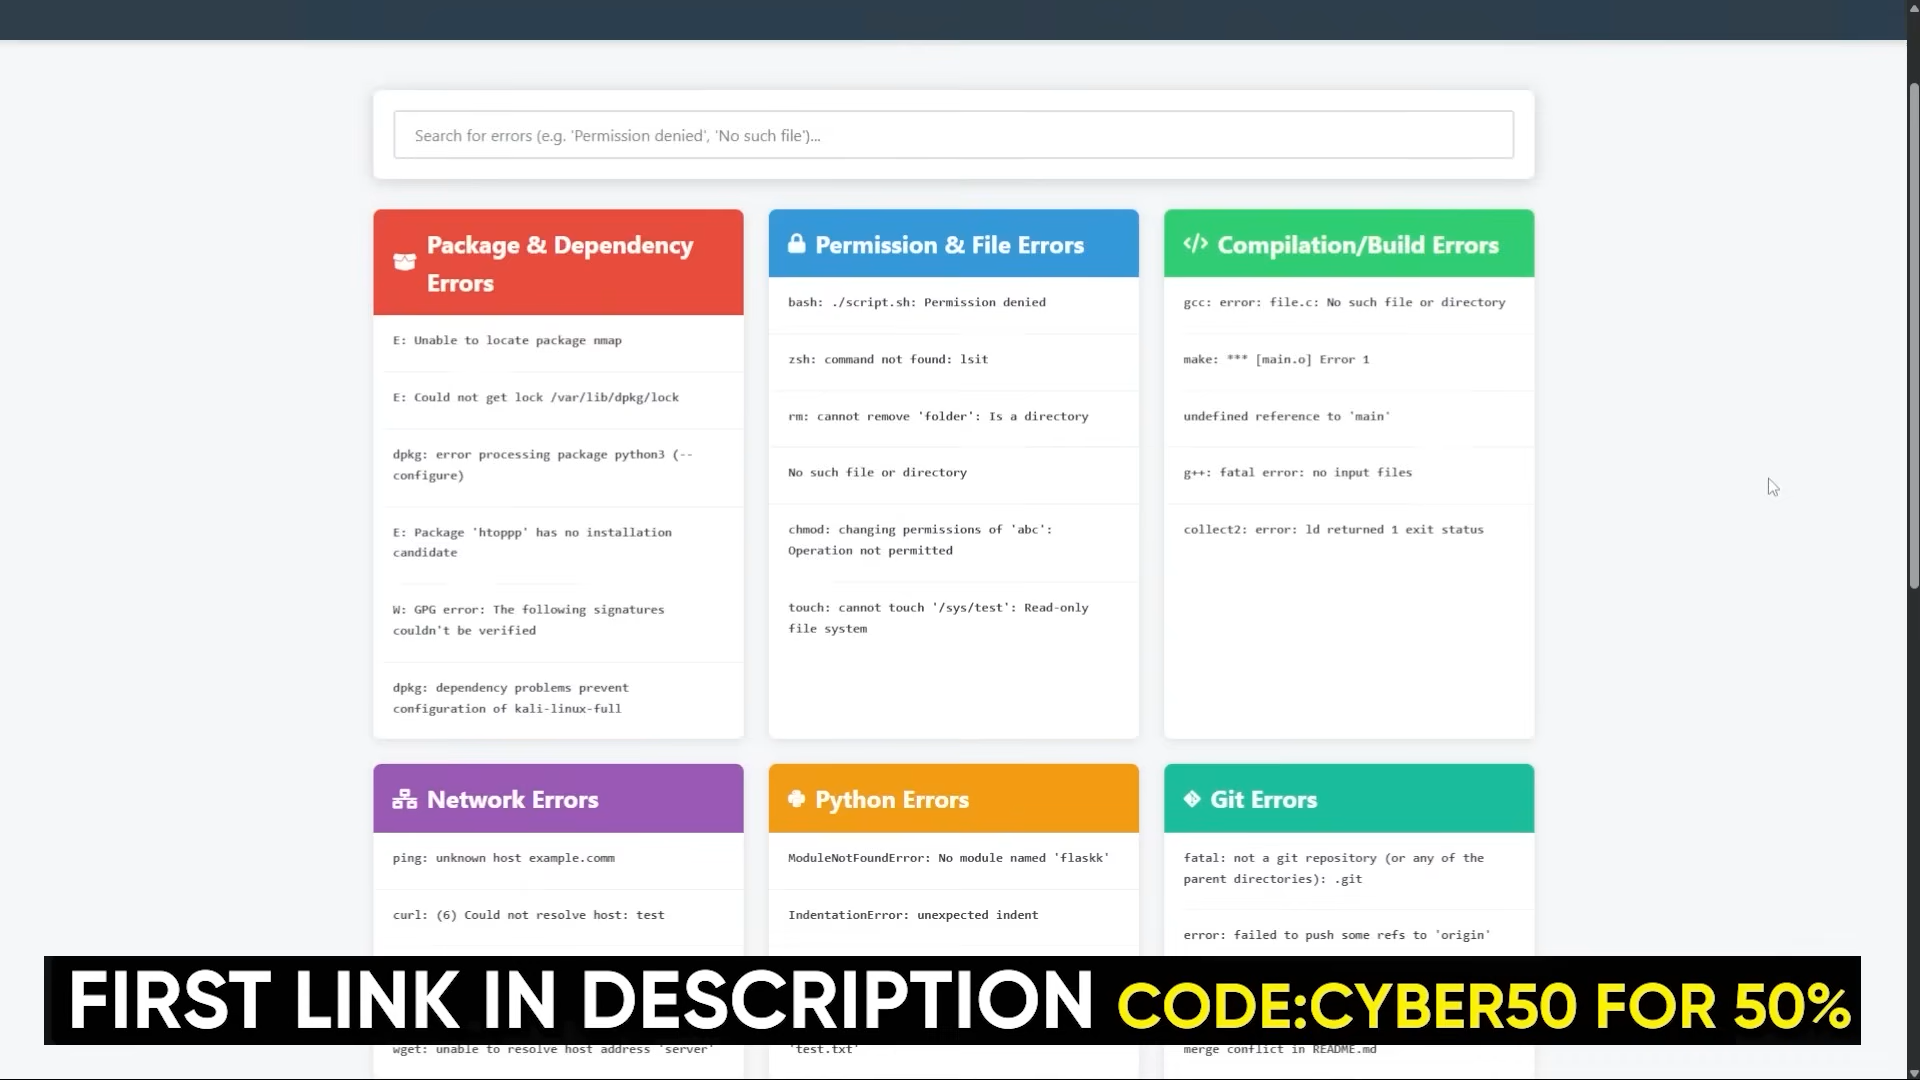 Search for errors (e.g. 'Permission denied', 'No such file')...
Package & Dependency
Errors
E: Unable to locate package nmap
E: Could not get lock /var/lib/dpkg/lock
dpkg: error processing package python3 (--
configure)
E: Package 'htoppp' has no installation
candidate
W: GPG error: The following signatures
couldn't be verified
dpkg: dependency problems prevent
configuration of kali-linux-full
Permission & File Errors
bash: ./script.sh: Permission denied
zsh: command not found: lsit
rm: cannot remove 'folder': Is a directory
No such file or directory
chmod: changing permissions of 'abc':
Operation not permitted
touch: cannot touch '/sys/test': Read-only
file system
</> Compilation/Build Errors
gcc: error: file.c: No such file or directory
make: *** [main.o] Error 1
undefined reference to 'main'
g++: fatal error: no input files
collect2: error: ld returned 1 exit status
Network Errors
ping: unknown host example.comm
curl: (6) Could not resolve host: test
wget: unable to resolve host address 'server'
Python Errors
ModuleNotFoundError: No module named 'flaskk'
IndentationError: unexpected indent
'test.txt'
Git Errors
fatal: not a git repository (or any of the
parent directories): .git
error: failed to push some refs to 'origin'
merge conflict in README.md
FIRST LINK IN DESCRIPTION CODE:CYBER50 FOR 50%